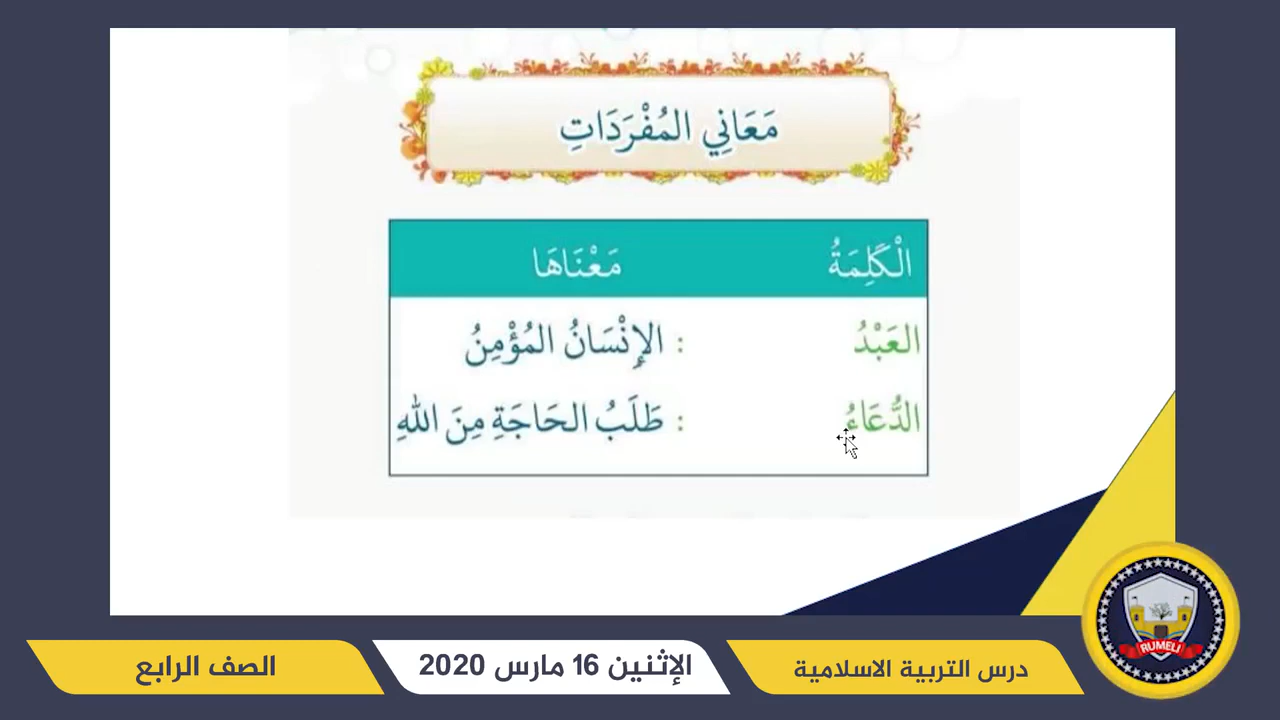 مَعَانِي المُفْرَدَاتِ
الْكَلِمَةُ مَعْنَاهَا
العَبْدُ : الإِنْسَانُ المُؤْمِنُ
الدُّعَاءُ : طَلَبُ الحَاجَةِ مِنَ اللهِ
درس التربية الاسلامية
الإثنين 16 مارس 2020
الصف الرابع
RUMELI